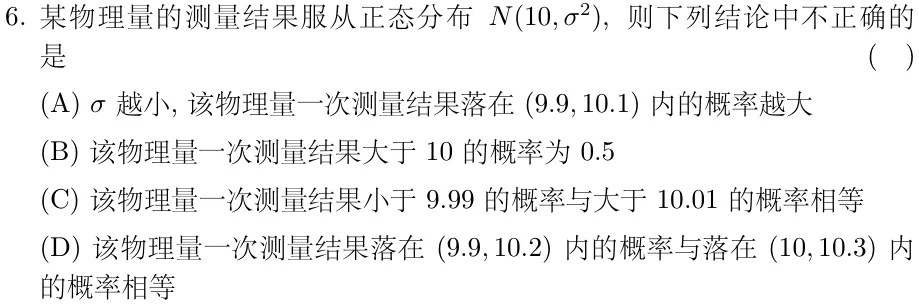 6. 某物理量的测量结果服从正态分布 N(10, σ²), 则下列结论中不正确的
是 (  )
(A) σ 越小, 该物理量一次测量结果落在 (9.9, 10.1) 内的概率越大
(B) 该物理量一次测量结果大于 10 的概率为 0.5
(C) 该物理量一次测量结果小于 9.99 的概率与大于 10.01 的概率相等
(D) 该物理量一次测量结果落在 (9.9, 10.2) 内的概率与落在 (10, 10.3) 内
的概率相等